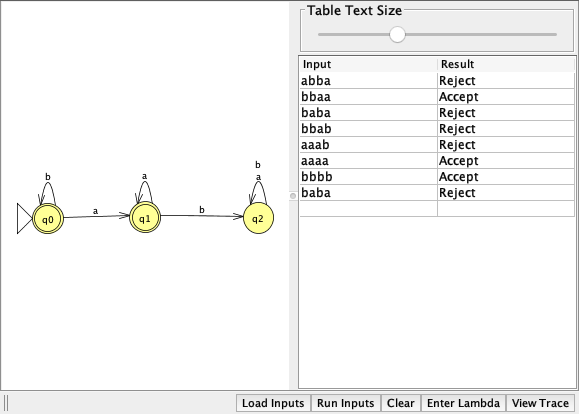 Table Text Size
Input Result
abba Reject
bbaa Accept
baba Reject
bbab Reject
aaab Reject
aaaa Accept
bbbb Accept
baba Reject
b
a
b
a
q0
a
q1
b
q2
Load Inputs Run Inputs Clear Enter Lambda View Trace